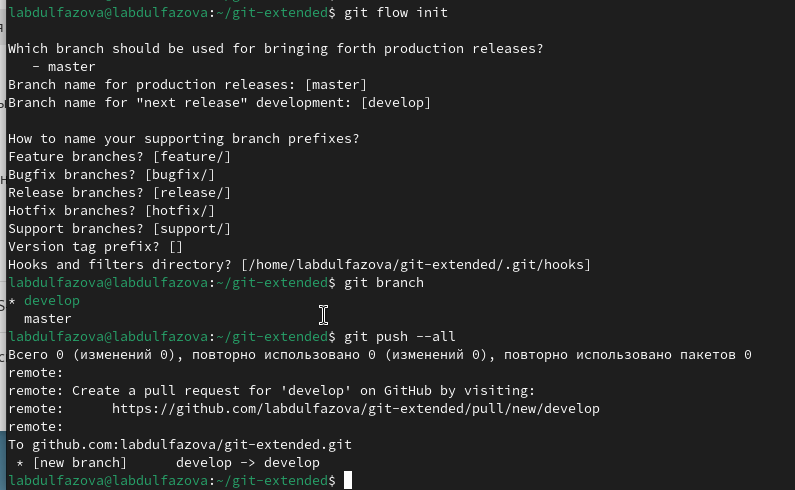 labdulfazova@labdulfazova:~/git-extended$ git flow init
Which branch should be used for bringing forth production releases?
   - master
Branch name for production releases: [master]
Branch name for "next release" development: [develop]
How to name your supporting branch prefixes?
Feature branches? [feature/]
Bugfix branches? [bugfix/]
Release branches? [release/]
Hotfix branches? [hotfix/]
Support branches? [support/]
Version tag prefix? []
Hooks and filters directory? [/home/labdulfazova/git-extended/.git/hooks]
labdulfazova@labdulfazova:~/git-extended$ git branch
* develop
  master
labdulfazova@labdulfazova:~/git-extended$ git push --all
Всего 0 (изменений 0), повторно использовано 0 (изменений 0), повторно использовано пакетов 0
remote:
remote: Create a pull request for 'develop' on GitHub by visiting:
remote:      https://github.com/labdulfazova/git-extended/pull/new/develop
remote:
To github.com:labdulfazova/git-extended.git
 * [new branch]      develop -> develop
labdulfazova@labdulfazova:~/git-extended$